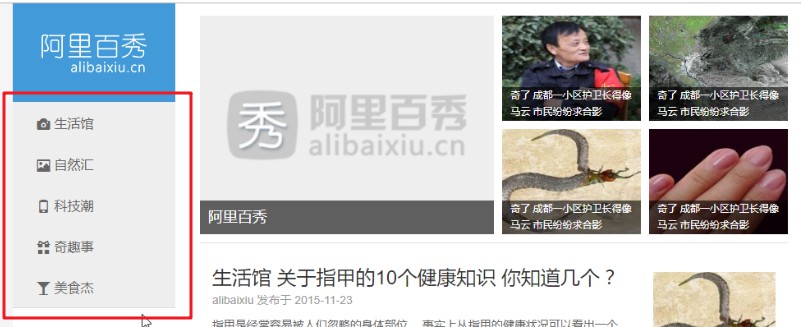 阿里百秀
alibaixiu.cn
生活馆
自然汇
科技潮
奇趣事
美食杰
秀 阿里百秀
alibaixiu.cn
阿里百秀
奇了 成都一小区护卫长得像
马云 市民纷纷求合影
奇了 成都一小区护卫长得像
马云 市民纷纷求合影
奇了 成都一小区护卫长得像
马云 市民纷纷求合影
奇了 成都一小区护卫长得像
马云 市民纷纷求合影
生活馆 关于指甲的10个健康知识 你知道几个？
alibaixiu 发布于 2015-11-23
指甲是经常容易被人们忽略的身体部位， 事实上从指甲的健康状况可以看出一个